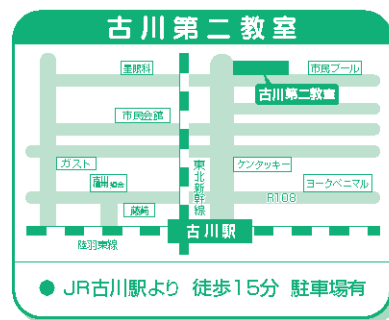 古川第二教室
星眼科
市民プール
古川第二教室
市民会館
ガスト
東北新幹線
ケンタッキー
ヨークベニマル
R108
藤崎
古川駅
陸羽東線
● JR古川駅より 徒歩15分 駐車場有